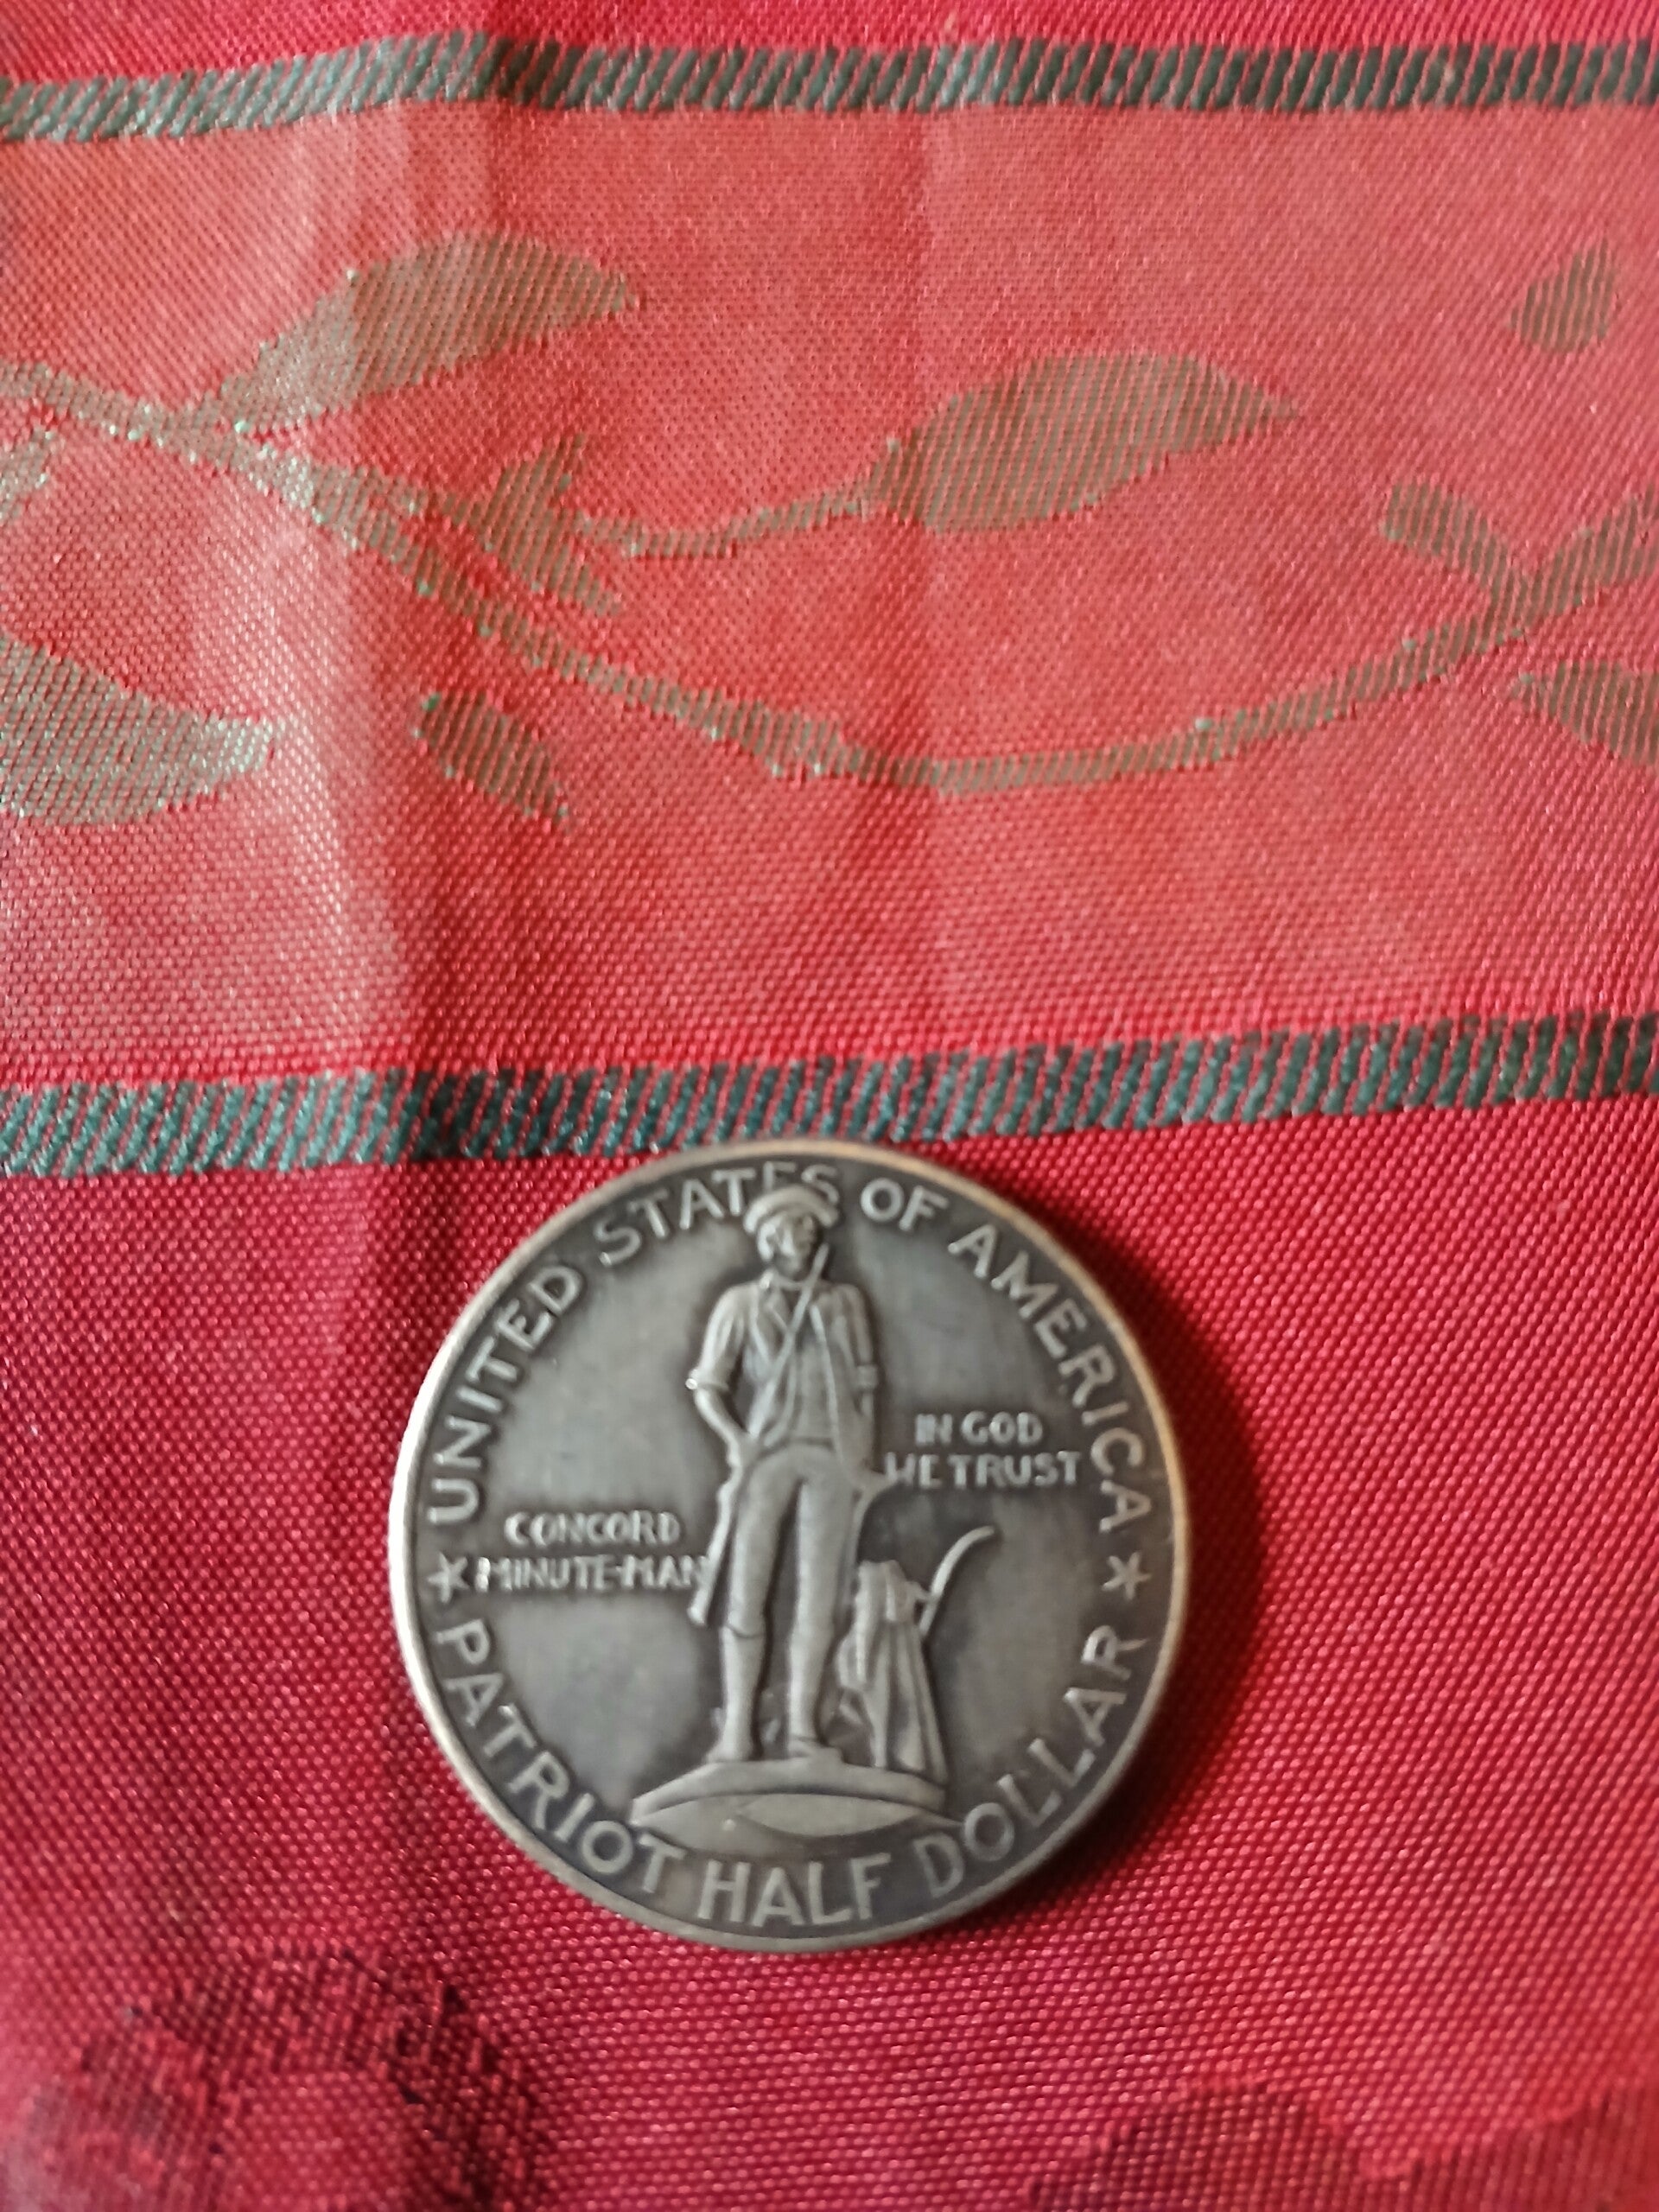 UNITED STATES OF AMERICA
IN GOD
WE TRUST
CONCORD
MINUTE-MAN
PATRIOT HALF DOLLAR